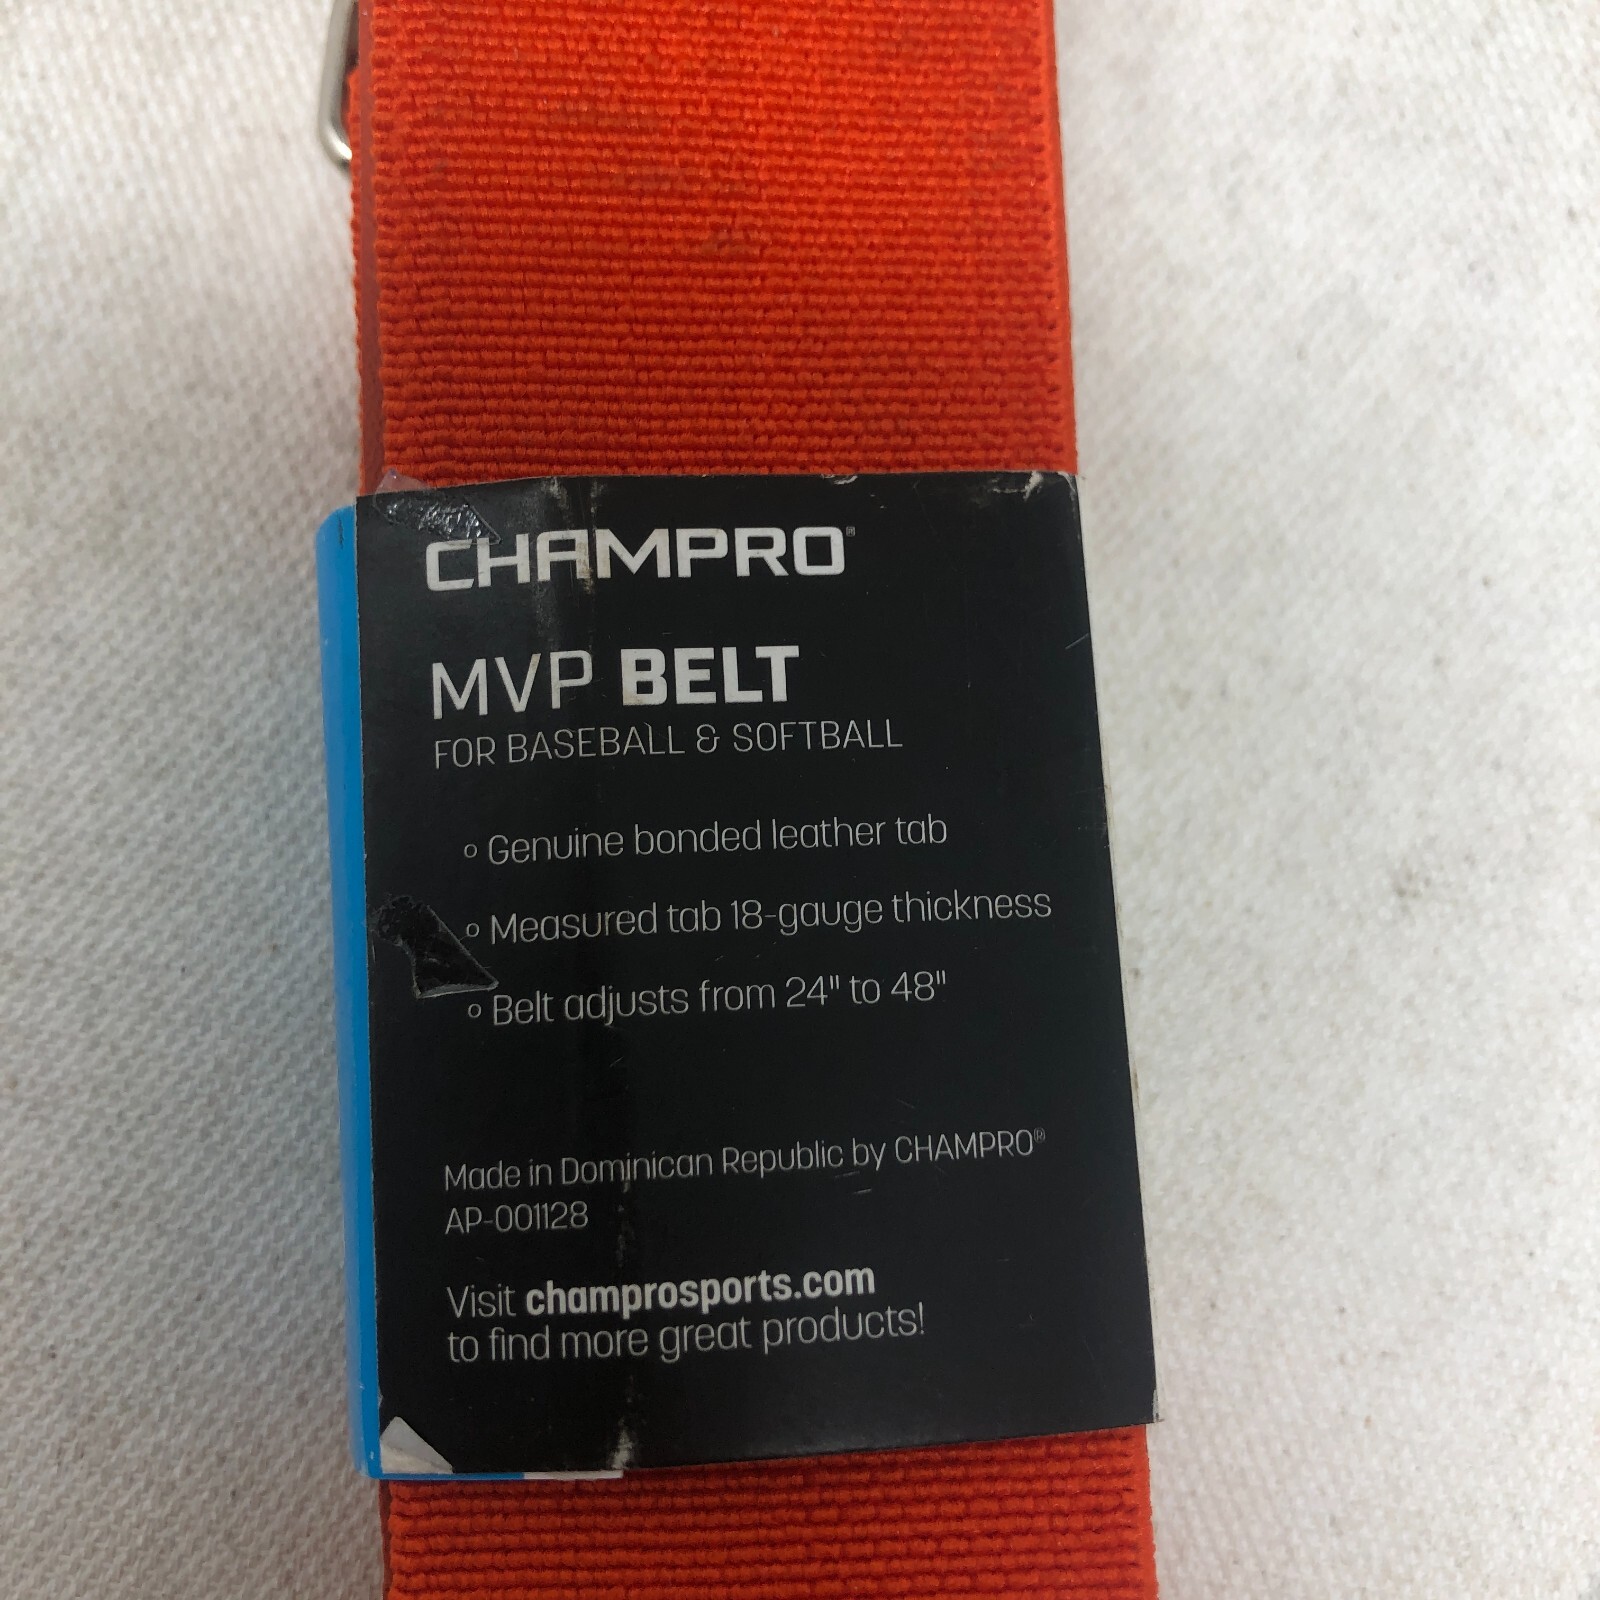 CHAMPRO®
MVP BELT
FOR BASEBALL & SOFTBALL
o Genuine bonded leather tab
o Measured tab 18-gauge thickness
o Belt adjusts from 24" to 48"
Made in Dominican Republic by CHAMPRO®
AP-001128
Visit champrosports.com
to find more great products!